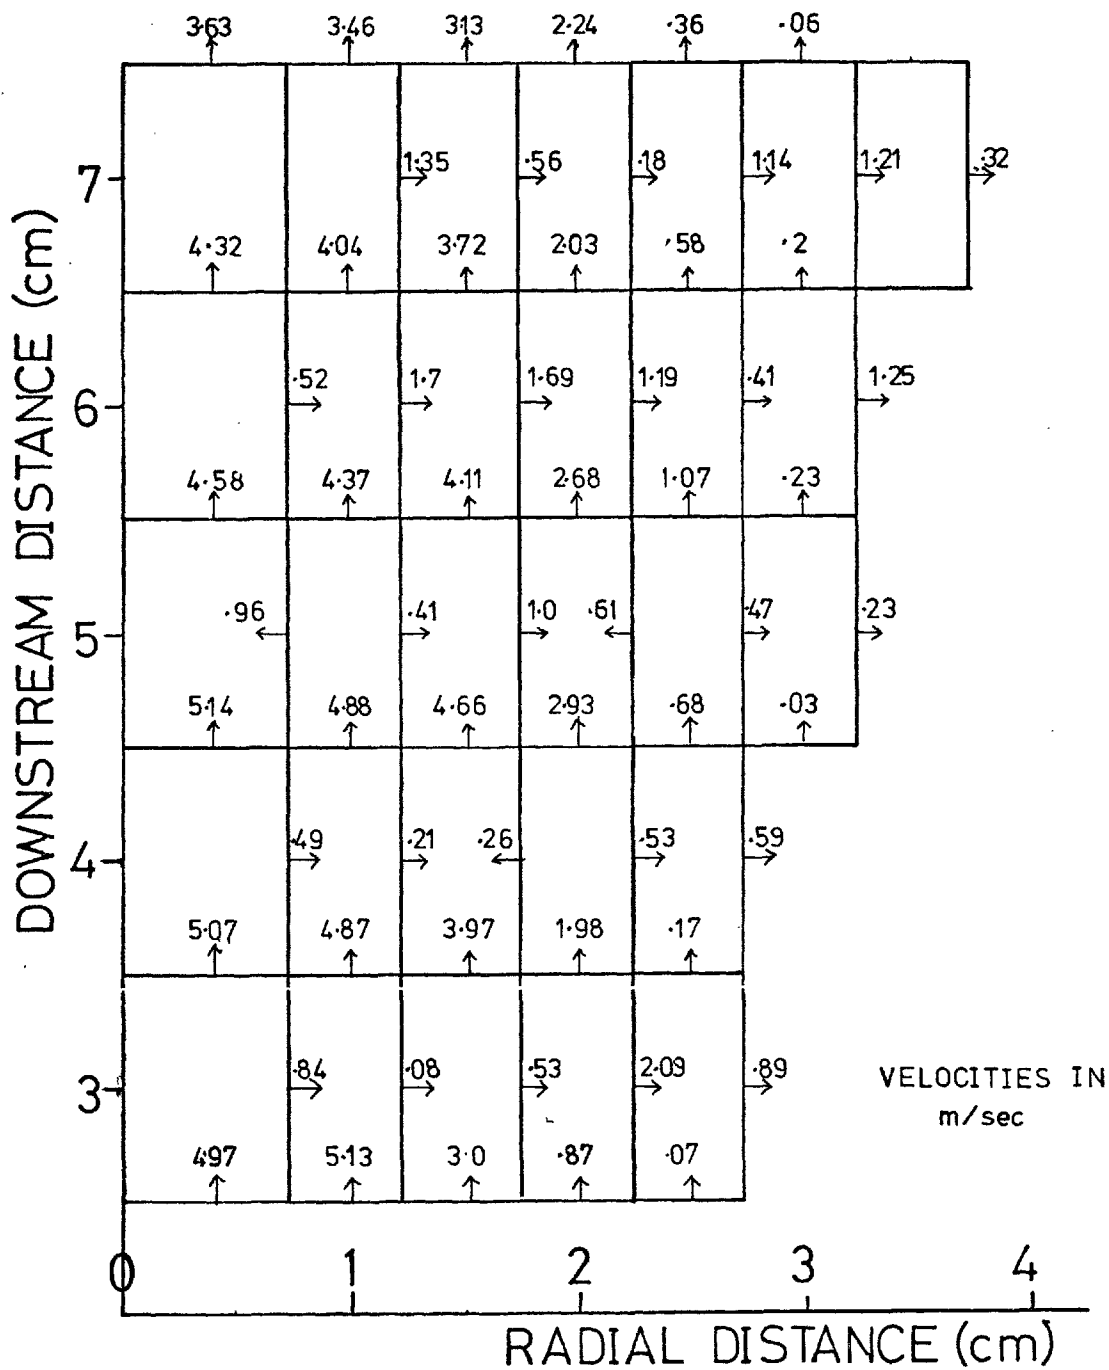 3·63 3·46 3·13 2·24 ·36 ·06
7 1·35 ·56 ·18 1·14 1·21 ·32
4·32 4·04 3·72 2·03 ·58 ·2
6 ·52 1·7 1·69 1·19 ·41 1·25
4·58 4·37 4·11 2·68 1·07 ·23
5 ·96 ·41 1·0 ·61 ·47 ·23
5·14 4·88 4·66 2·93 ·68 ·03
4 ·49 ·21 ·26 ·53 ·59
5·07 4·87 3·97 1·98 ·17
3 ·84 ·08 ·53 2·09 ·89
4·97 5·13 3·0 ·87 ·07
VELOCITIES IN
m/sec
0 1 2 3 4
RADIAL DISTANCE (cm)
DOWNSTREAM DISTANCE (cm)